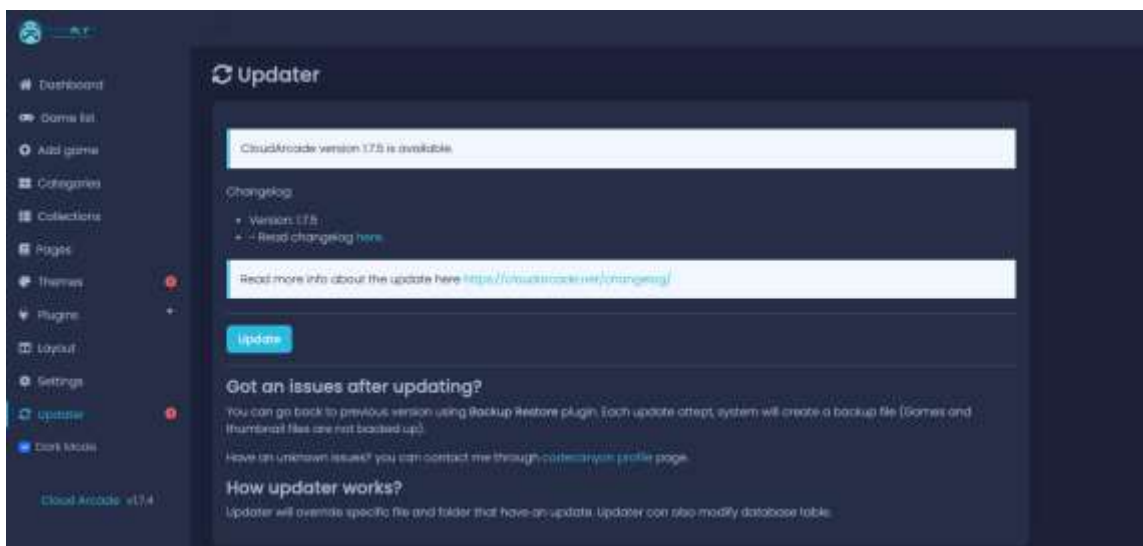 Dashboard
Game list
Add game
Categories
Collections
Pages
Themes
Plugins
Layout
Settings
Updater
Dark Mode
Cloud Arcade v1.7.4
Updater
CloudArcade version 1.7.5 is available.
Changelog:
Version: 1.7.5
- Read changelog here.
Read more info about the update here https://cloudarcade.net/changelog/
Update
Got an issues after updating?
You can go back to previous version using Backup Restore plugin. Each update attept, system will create a backup file (Games and
thumbnail files are not backed up).
Have an unknown issues? you can contact me through codecanyon profile page.
How updater works?
Updater will override specific file and folder that have an update. Updater can also modify database table.